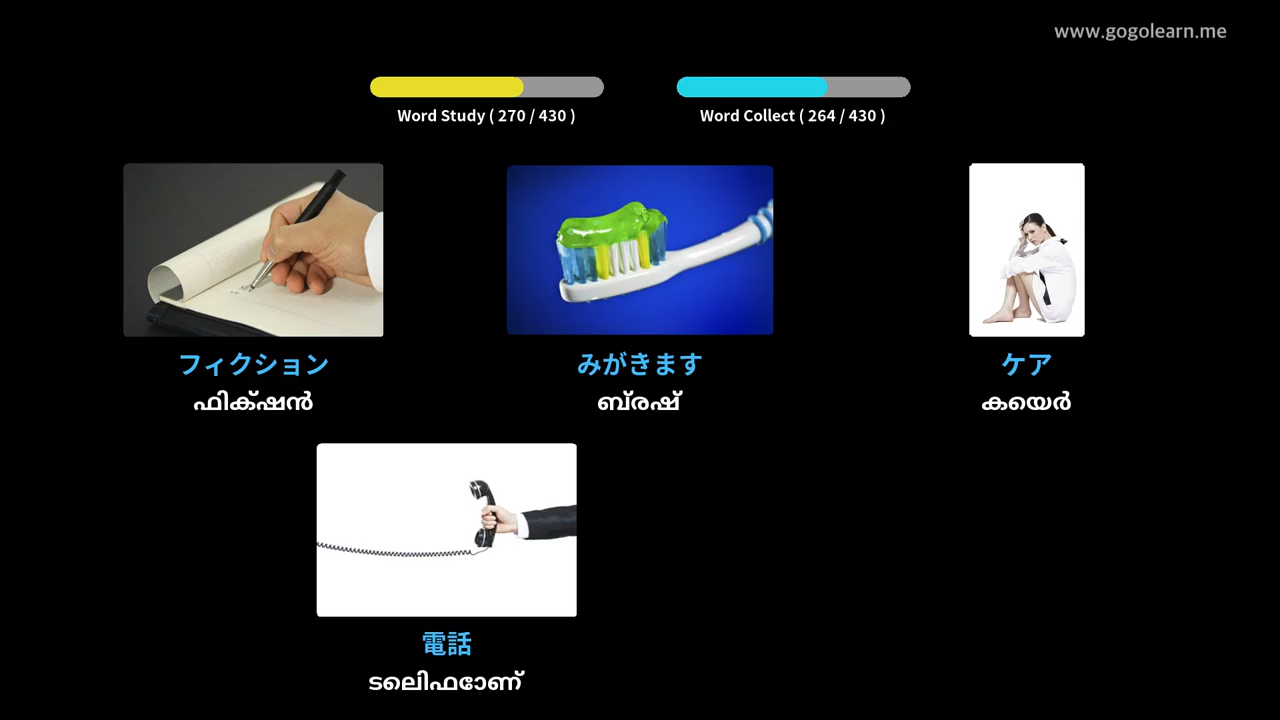 www.gogolearn.me
Word Study ( 270 / 430 )
Word Collect ( 264 / 430 )
フィクション
ഫിക്ഷൻ
みがきます
ബ്രഷ്
ケア
കയെർ
電話
ടെലിഫോണ്